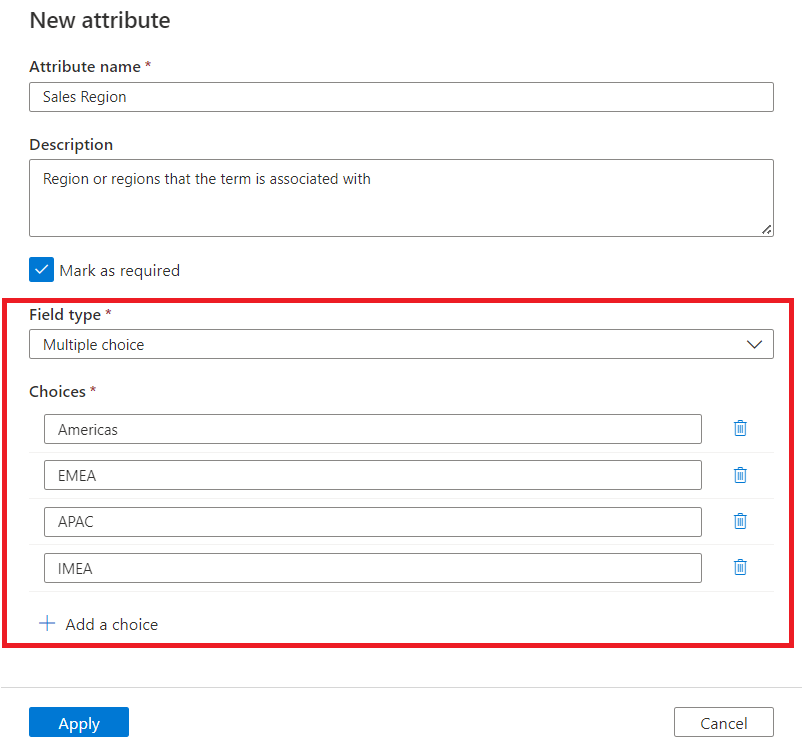 New attribute
Attribute name *
Sales Region
Description
Region or regions that the term is associated with
Mark as required
Field type *
Multiple choice
Choices *
Americas
EMEA
APAC
IMEA
Add a choice
Apply
Cancel